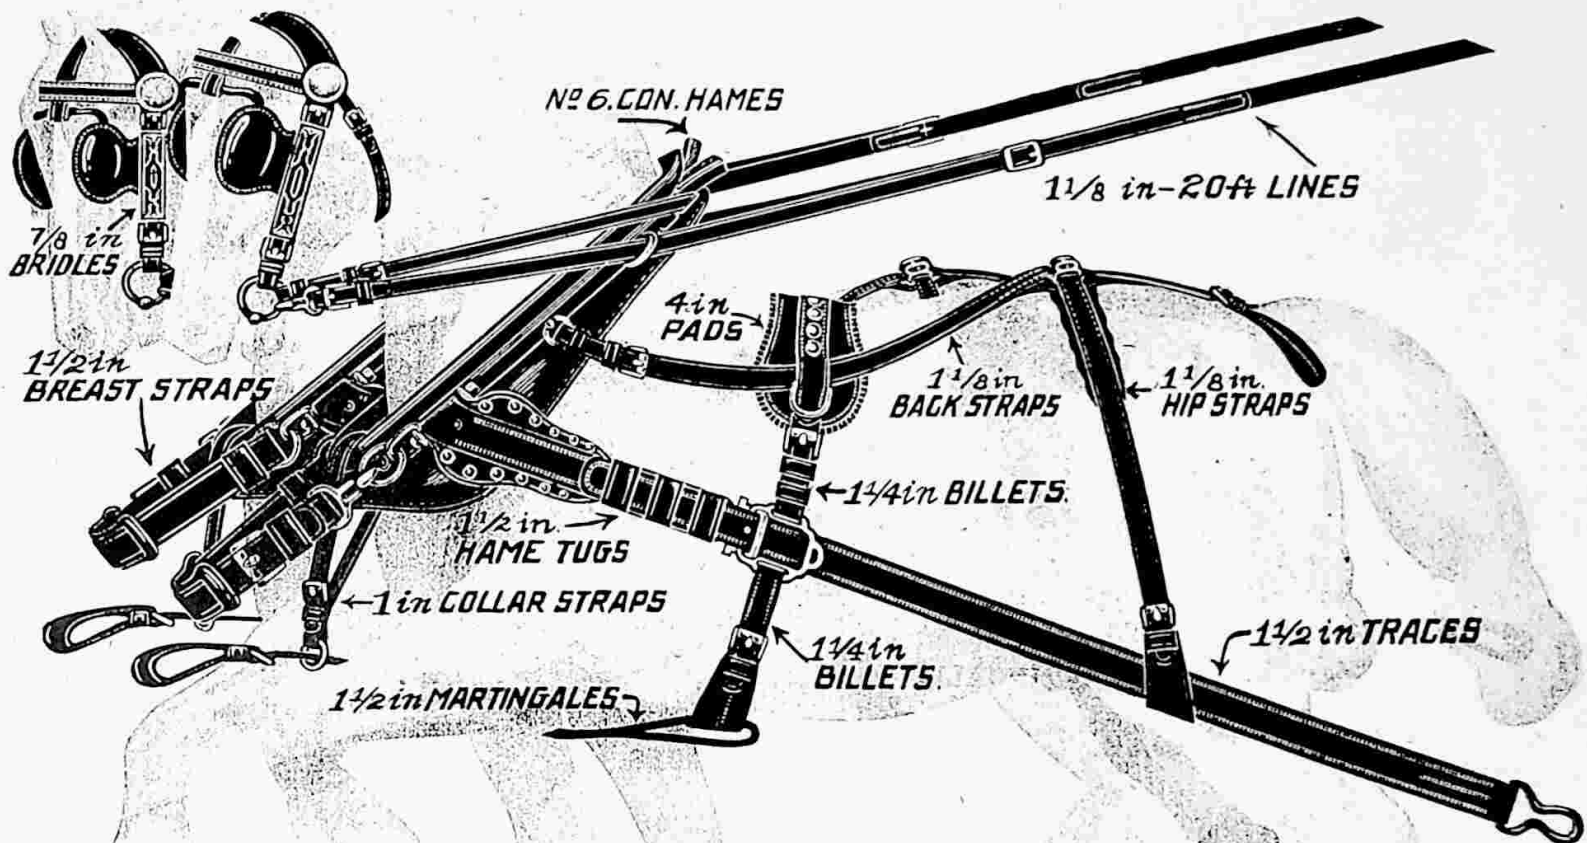 Nº 6. CON. HAMES
1 1/8 in-20ft LINES
7/8 in
BRIDLES
4 in
PADS
1 1/2 in
BREAST STRAPS
1 1/8 in
BACK STRAPS
1 1/8 in.
HIP STRAPS
1 1/4 in BILLETS.
1 1/2 in.
HAME TUGS
1 in COLLAR STRAPS
1 1/4 in
BILLETS.
1 1/2 in TRACES
1 1/2 in MARTINGALES